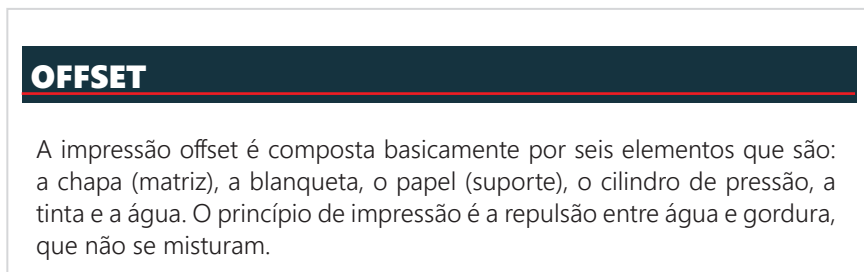 OFFSET
A impressão offset é composta basicamente por seis elementos que são:
a chapa (matriz), a blanqueta, o papel (suporte), o cilindro de pressão, a
tinta e a água. O princípio de impressão é a repulsão entre água e gordura,
que não se misturam.